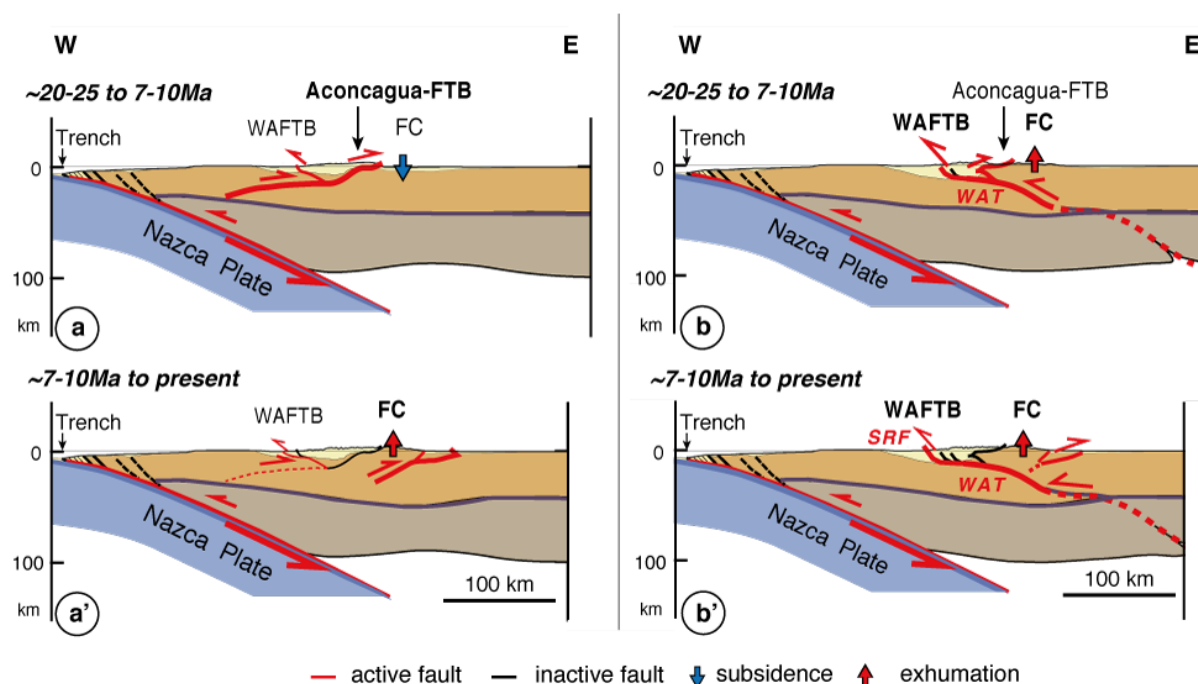 W E
~20-25 to 7-10Ma
Aconcagua-FTB
Trench
WAFTB
FC
0
Nazca Plate
100
km
a
W E
~20-25 to 7-10Ma
Aconcagua-FTB
Trench
WAFTB
FC
0
WAT
Nazca Plate
100
km
b
~7-10Ma to present
Trench
WAFTB
FC
0
Nazca Plate
100
100 km
km
a’
~7-10Ma to present
Trench
WAFTB
FC
SRF
0
WAT
Nazca Plate
100
100 km
km
b’
active fault inactive fault subsidence exhumation